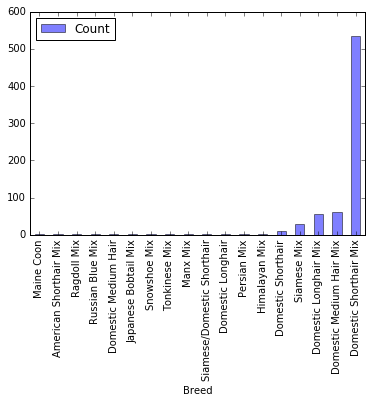 Count
600
500
400
300
200
100
0
Maine Coon
American Shorthair Mix
Ragdoll Mix
Russian Blue Mix
Domestic Medium Hair
Japanese Bobtail Mix
Snowshoe Mix
Tonkinese Mix
Manx Mix
Siamese/Domestic Shorthair
Domestic Longhair
Persian Mix
Himalayan Mix
Domestic Shorthair
Siamese Mix
Domestic Longhair Mix
Domestic Medium Hair Mix
Domestic Shorthair Mix
Breed